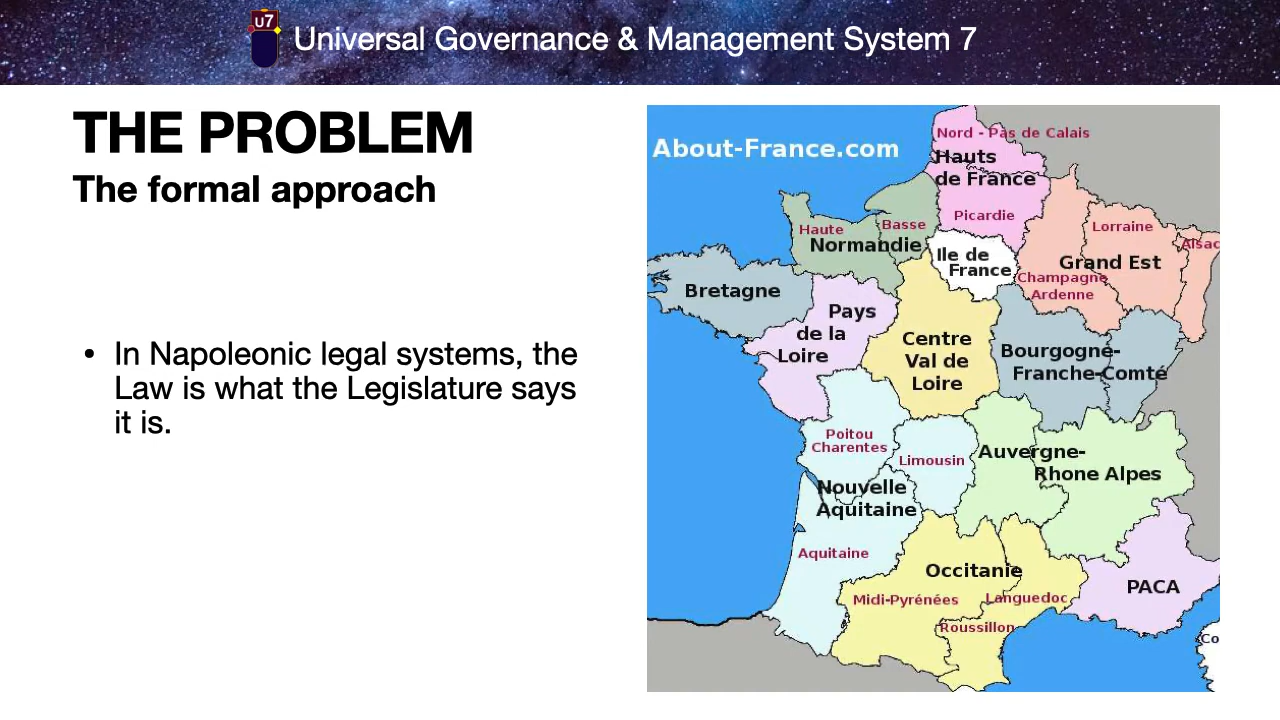 U7
Universal Governance & Management System 7
THE PROBLEM
The formal approach
• In Napoleonic legal systems, the
Law is what the Legislature says
it is.
About-France.com
Nord - Pas de Calais
Hauts
de France
Picardie
Haute
Basse
Normandie
Ile de
France
Lorraine
Alsac
Grand Est
Champagne
Ardenne
Bretagne
Pays
de la
Loire
Centre
Val de
Loire
Bourgogne-
Franche-Comté
Poitou
Charentes
Limousin
Auvergne-
Rhone Alpes
Nouvelle
Aquitaine
Aquitaine
Occitanie
Midi-Pyrénées
Languedoc
Roussillon
PACA
Co